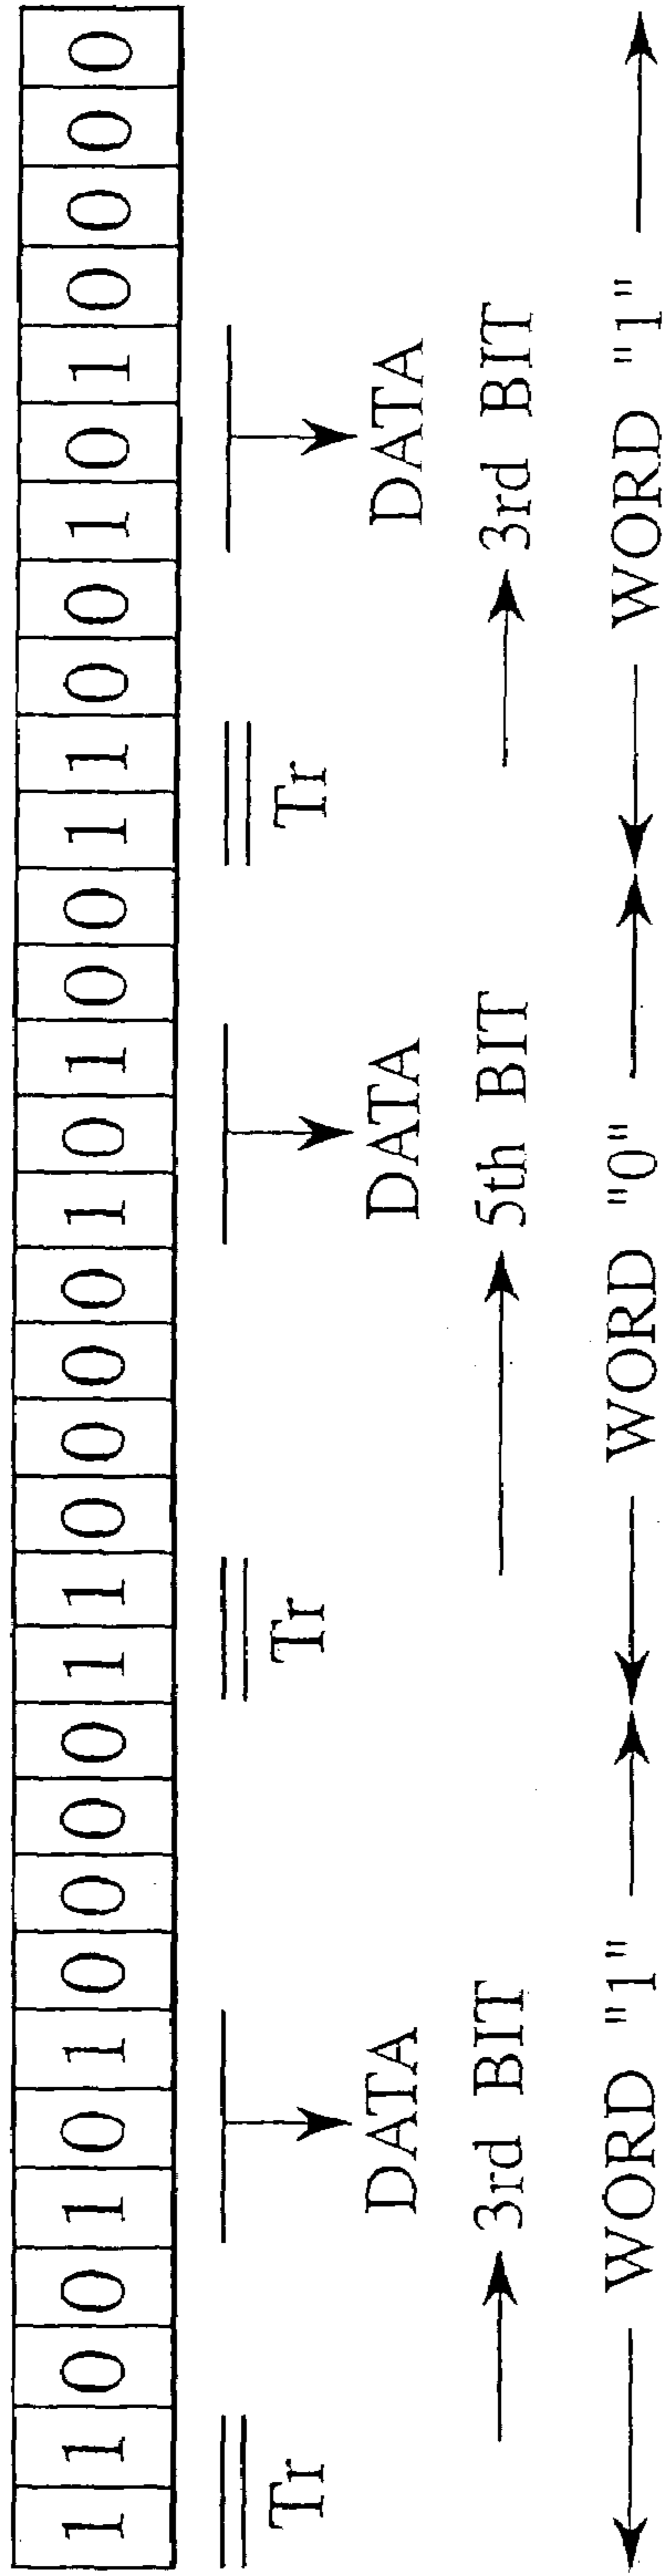 1 1 0 0 1 0 1 0 0 0 0 1 1 0 0 0 0 1 0 1 0 0 1 1 0 0 1 0 1 0 0 0 0
Tr Tr Tr
DATA DATA DATA
3rd BIT 5th BIT 3rd BIT
WORD "1" WORD "0" WORD "1"